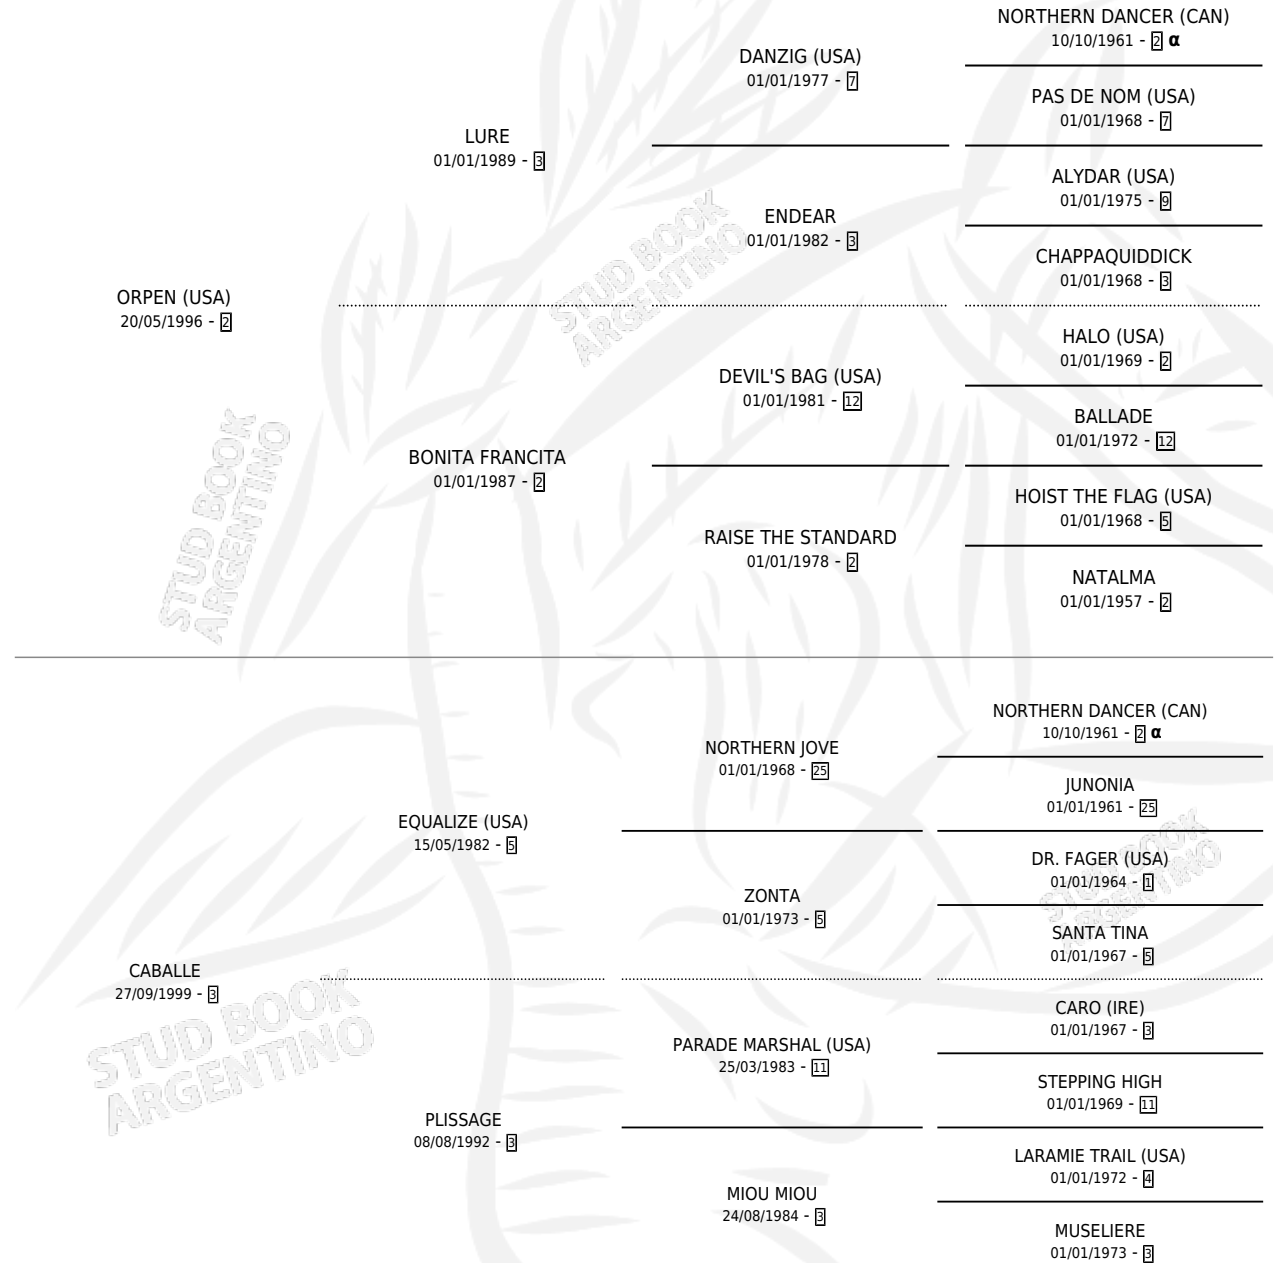 NORTHERN DANCER (CAN)
10/10/1961 - 2 α
DANZIG (USA)
01/01/1977 - 7
PAS DE NOM (USA)
01/01/1968 - 7
LURE
01/01/1989 - 3
ALYDAR (USA)
01/01/1975 - 9
ENDEAR
01/01/1982 - 3
CHAPPAQUIDDICK
01/01/1968 - 3
ORPEN (USA)
20/05/1996 - 2
STUD BOOK
ARGENTINO
HALO (USA)
01/01/1969 - 2
DEVIL'S BAG (USA)
01/01/1981 - 12
BALLADE
01/01/1972 - 12
BONITA FRANCITA
01/01/1987 - 2
HOIST THE FLAG (USA)
01/01/1968 - 5
RAISE THE STANDARD
01/01/1978 - 2
NATALMA
01/01/1957 - 2
STUD BOOK
ARGENTINO
NORTHERN DANCER (CAN)
10/10/1961 - 2 α
NORTHERN JOVE
01/01/1968 - 25
JUNONIA
01/01/1961 - 25
EQUALIZE (USA)
15/05/1982 - 5
DR. FAGER (USA)
01/01/1964 - 1
ZONTA
01/01/1973 - 5
SANTA TINA
01/01/1967 - 5
STUD BOOK
ARGENTINO
CABALLE
27/09/1999 - 3
CARO (IRE)
01/01/1967 - 3
PARADE MARSHAL (USA)
25/03/1983 - 11
STEPPING HIGH
01/01/1969 - 11
STUD BOOK
ARGENTINO
PLISSAGE
08/08/1992 - 3
LARAMIE TRAIL (USA)
01/01/1972 - 4
MIOU MIOU
24/08/1984 - 3
MUSELIERE
01/01/1973 - 3